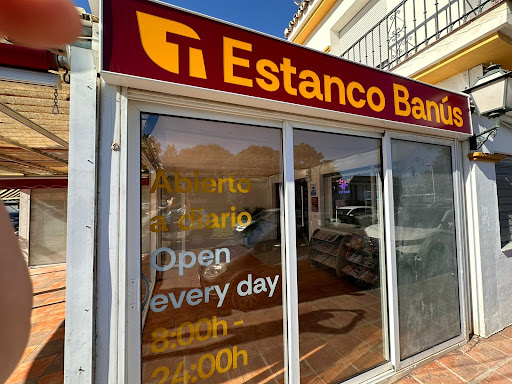 T Estanco Banús
Abierto
a diario
Open
every day
8:00h -
24:00h